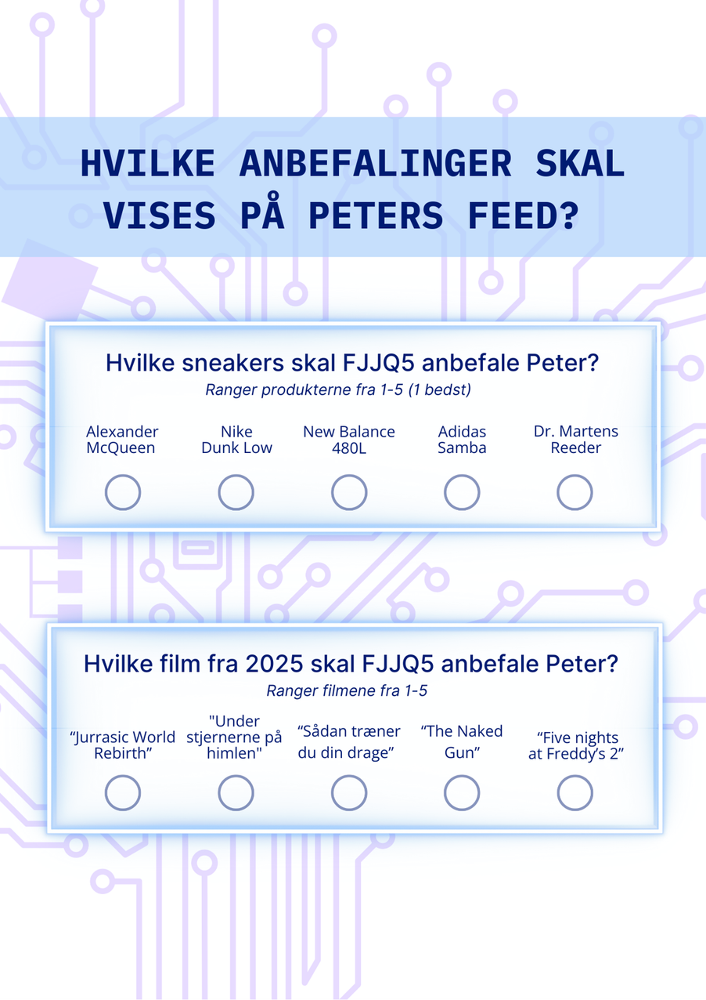 HVILKE ANBEFALINGER SKAL
VISES PÅ PETERS FEED?
Hvilke sneakers skal FJJQ5 anbefale Peter?
Ranger produkterne fra 1-5 (1 bedst)
Alexander
McQueen
Nike
Dunk Low
New Balance
480L
Adidas
Samba
Dr. Martens
Reeder
Hvilke film fra 2025 skal FJJQ5 anbefale Peter?
Ranger filmene fra 1-5
“Jurrasic World
Rebirth”
"Under
stjernerne på
himlen"
“Sådan træner
du din drage”
“The Naked
Gun”
“Five nights
at Freddy’s 2”